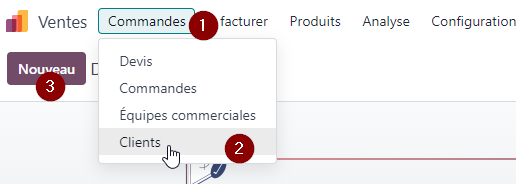 Ventes Commandes 1 facturer Produits Analyse Configuration
Nouveau D
3
Devis
Commandes
Équipes commerciales
Clients 2